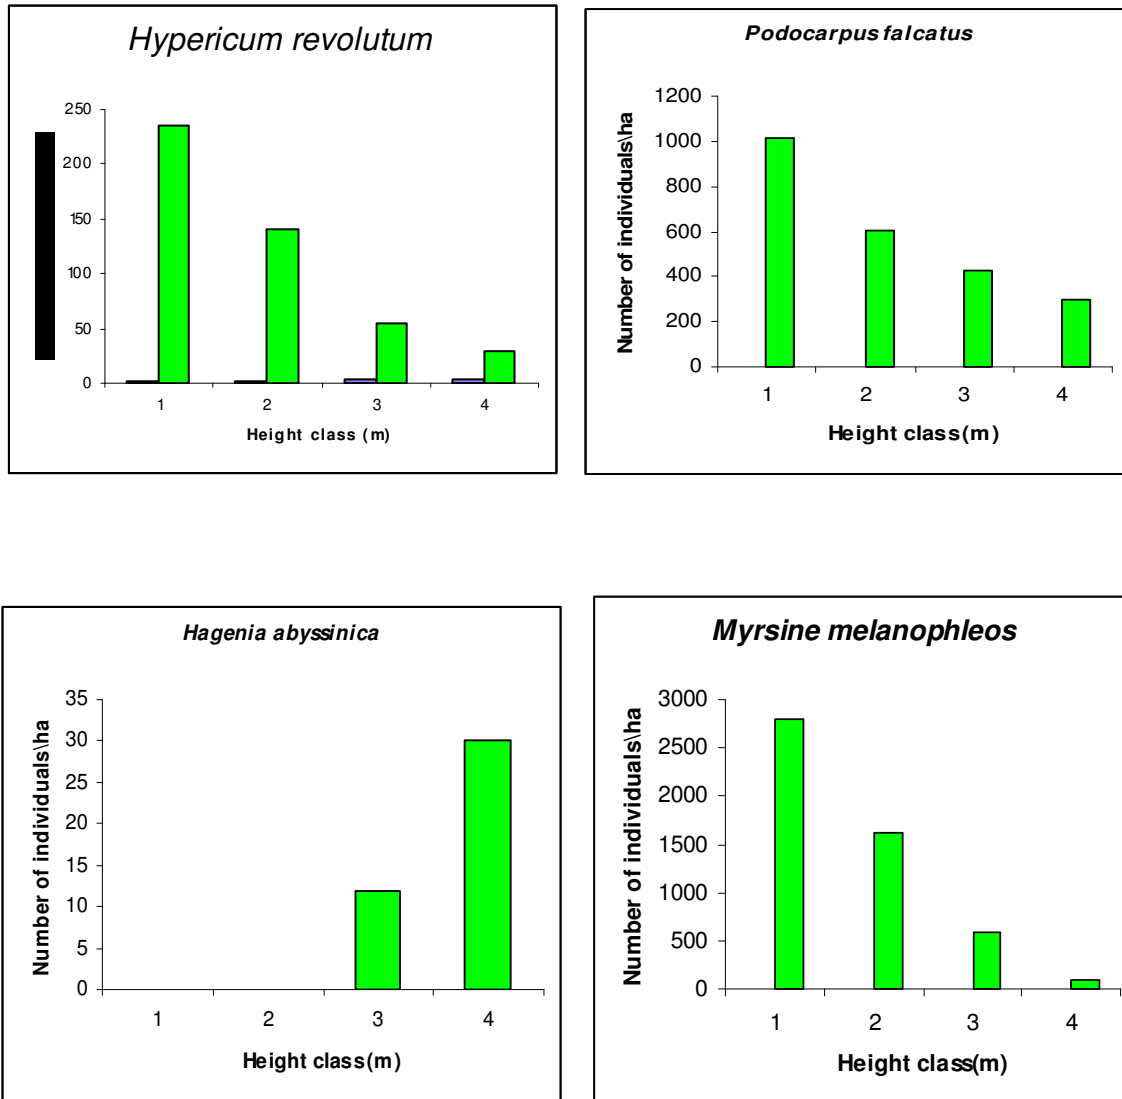 Hypericum revolutum
250
200
150
100
50
0
1 2 3 4
Height class (m)
Podocarpus falcatus
Number of individuals\ha
1200
1000
800
600
400
200
0
1 2 3 4
Height class(m)
Hagenia abyssinica
Number of individuals\ha
35
30
25
20
15
10
5
0
1 2 3 4
Height class(m)
Myrsine melanophleos
Number of individuals\ha
3000
2500
2000
1500
1000
500
0
1 2 3 4
Height class(m)